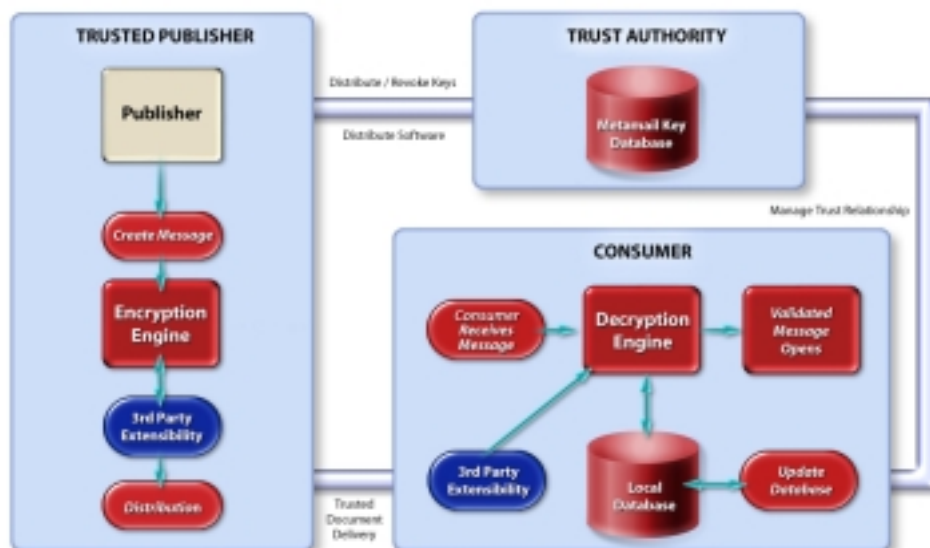 TRUSTED PUBLISHER
Publisher
Create Message
Encryption
Engine
3rd Party
Extensibility
Distribution
Distribute / Revoke Keys
Distribute Software
TRUST AUTHORITY
Metamail Key
Database
Manage Trust Relationship
CONSUMER
Consumer
Receives
Message
Decryption
Engine
Validated
Message
Opens
3rd Party
Extensibility
Local
Database
Update
Database
Trusted
Document
Delivery